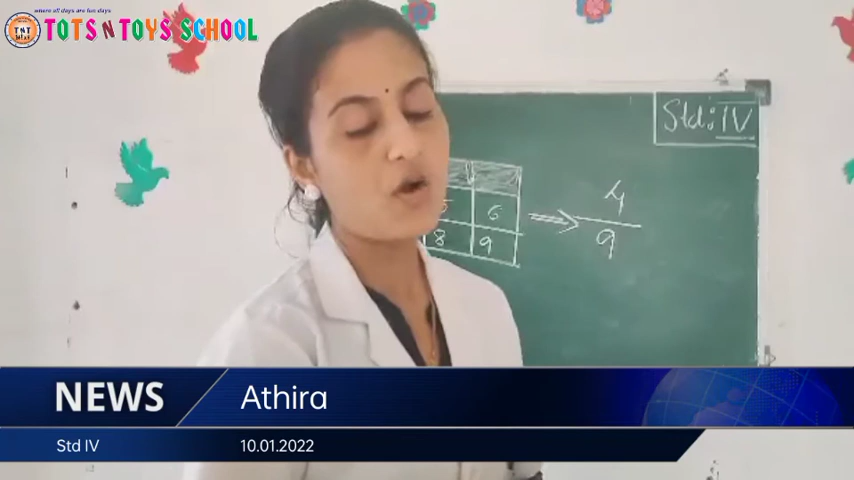 where all days are fun days
TNT
TOTS N TOYS SCHOOL
Std: IV
6
8 9
4
9
NEWS
Athira
Std IV
10.01.2022